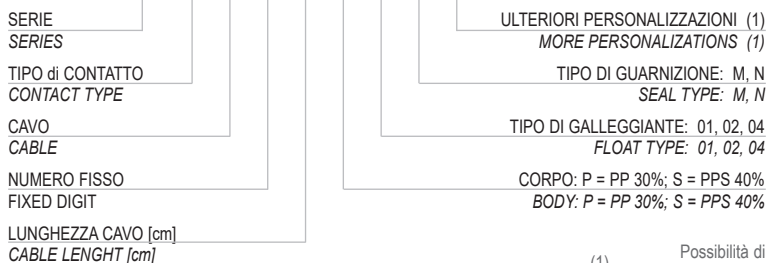 SERIE
SERIES
TIPO di CONTATTO
CONTACT TYPE
CAVO
CABLE
NUMERO FISSO
FIXED DIGIT
LUNGHEZZA CAVO [cm]
CABLE LENGHT [cm]
ULTERIORI PERSONALIZZAZIONI (1)
MORE PERSONALIZATIONS (1)
TIPO DI GUARNIZIONE: M, N
SEAL TYPE: M, N
TIPO DI GALLEGGIANTE: 01, 02, 04
FLOAT TYPE: 01, 02, 04
CORPO: P = PP 30%; S = PPS 40%
BODY: P = PP 30%; S = PPS 40%
(1) Possibilità di